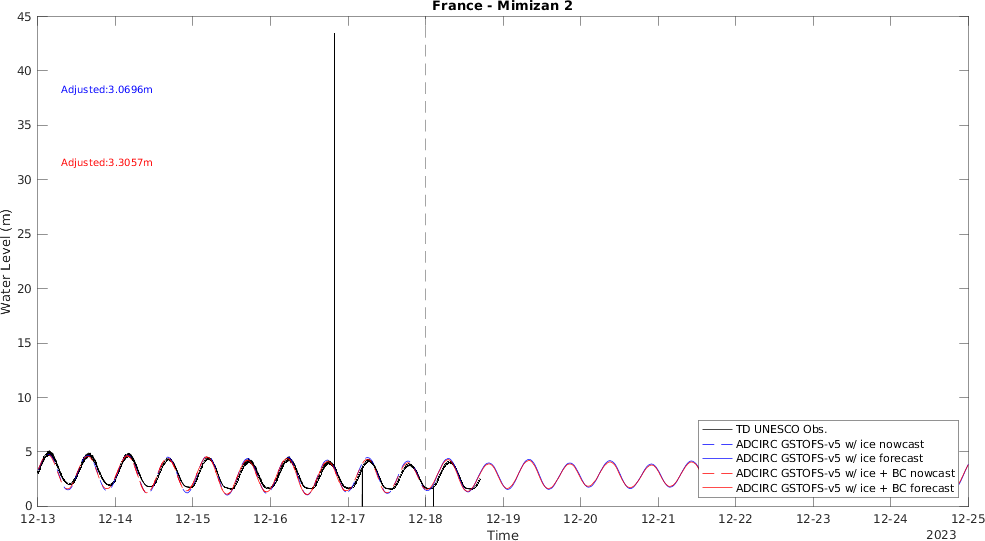 France - Mimizan 2
45
40
35
30
25
20
15
10
5
0
Water Level (m)
Adjusted:3.0696m
Adjusted:3.3057m
TD UNESCO Obs.
ADCIRC GSTOFS-v5 w/ ice nowcast
ADCIRC GSTOFS-v5 w/ ice forecast
ADCIRC GSTOFS-v5 w/ ice + BC nowcast
ADCIRC GSTOFS-v5 w/ ice + BC forecast
12-13 12-14 12-15 12-16 12-17 12-18 12-19 12-20 12-21 12-22 12-23 12-24 12-25
Time
2023